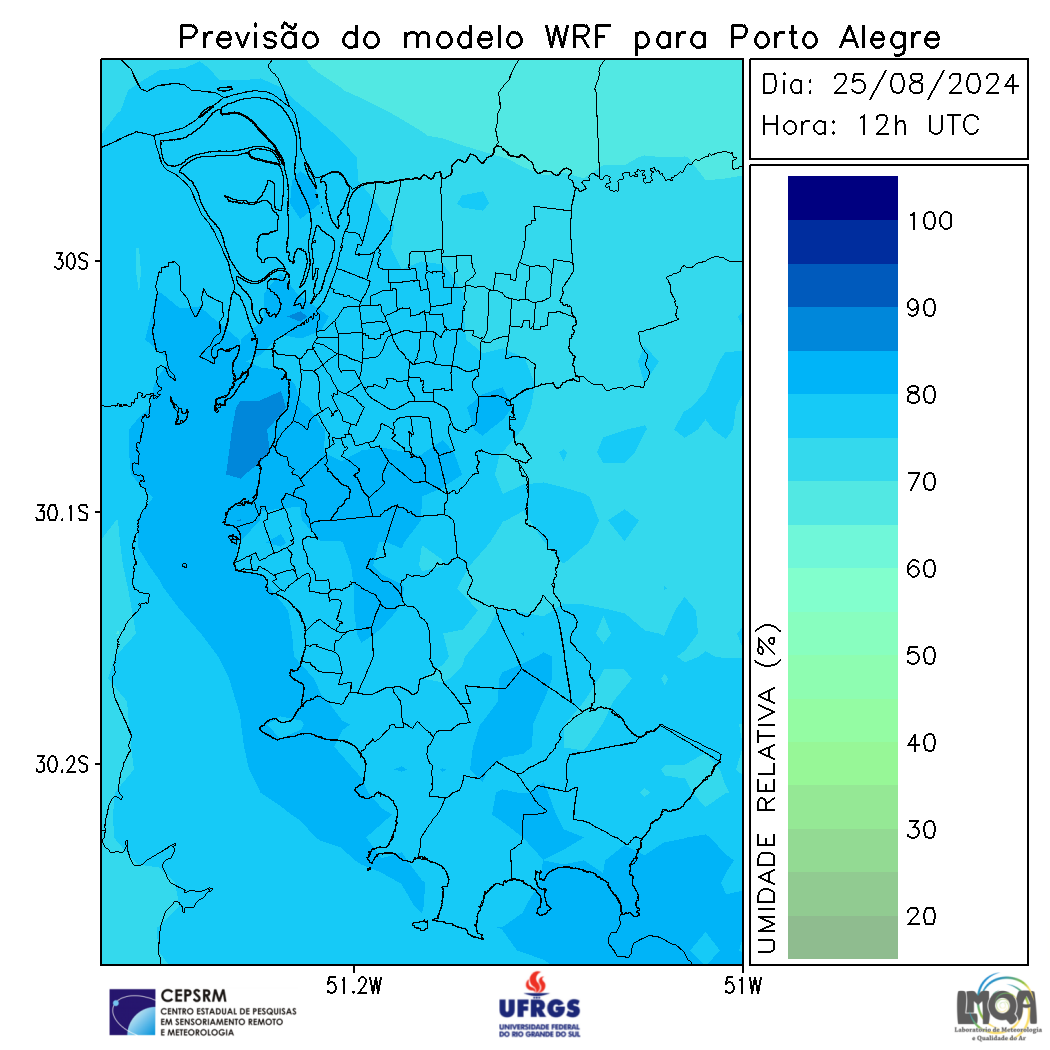 Previsão do modelo WRF para Porto Alegre
Dia: 25/08/2024
Hora: 12h UTC
100
90
80
70
60
50
40
30
20
UMIDADE RELATIVA (%)
30S
30.1S
30.2S
51.2W
51W
CEPSRM
CENTRO ESTADUAL DE PESQUISAS
EM SENSORIAMENTO REMOTO
E METEOROLOGIA
UFRGS
UNIVERSIDADE FEDERAL
DO RIO GRANDE DO SUL
LMQA
Laboratório de Meteorologia
e Qualidade do Ar